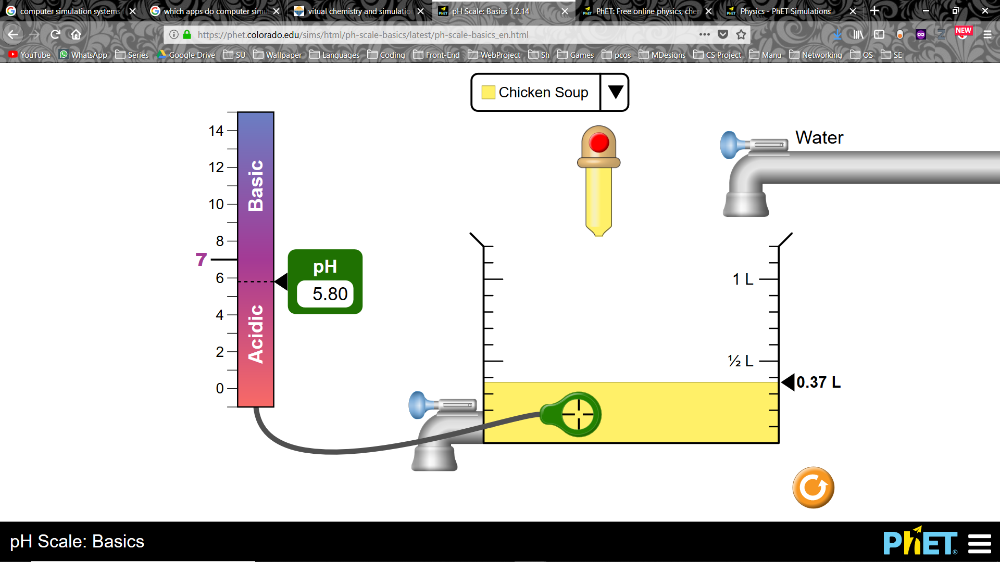 computer simulation systems
which apps do computer simu
vitual chemistry and simulatio
pH Scale: Basics 1.2.14
PhET: Free online physics, chem
Physics - PhET Simulations
https://phet.colorado.edu/sims/html/ph-scale-basics/latest/ph-scale-basics_en.html
NEW
YouTube
WhatsApp
Series
Google Drive
SU
Wallpaper
Languages
Coding
Front-End
WebProject
Sh
Games
pcos
MDesigns
CS Project
Manu
Networking
OS
SE
Chicken Soup
Water
14
12
10
8
7
6
4
2
0
Basic
Acidic
pH
5.80
1 L
½ L
0.37 L
pH Scale: Basics
PhET